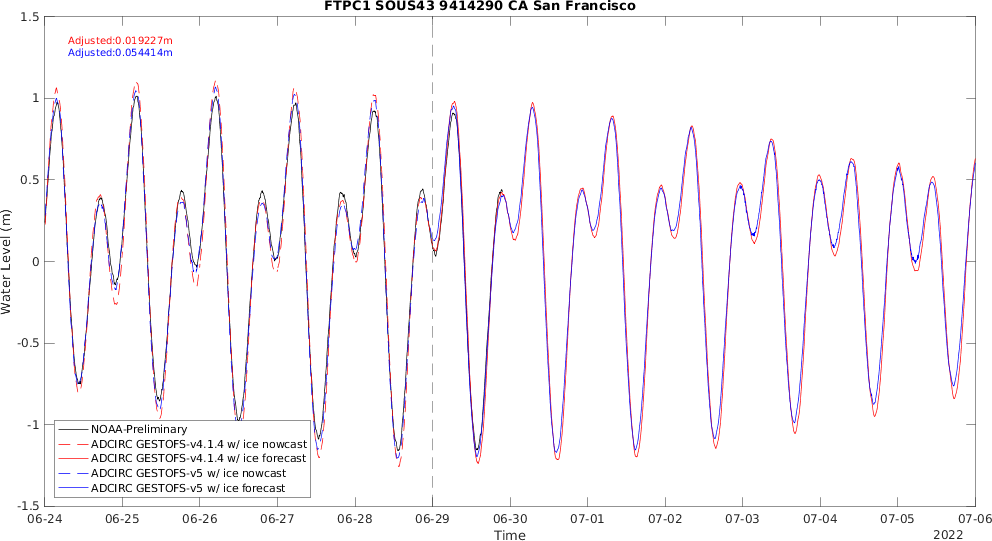 FTPC1 SOUS43 9414290 CA San Francisco
Adjusted:0.019227m
Adjusted:0.054414m
1.5
1
0.5
0
-0.5
-1
-1.5
Water Level (m)
NOAA-Preliminary
ADCIRC GESTOFS-v4.1.4 w/ ice nowcast
ADCIRC GESTOFS-v4.1.4 w/ ice forecast
ADCIRC GESTOFS-v5 w/ ice nowcast
ADCIRC GESTOFS-v5 w/ ice forecast
06-24 06-25 06-26 06-27 06-28 06-29 06-30 07-01 07-02 07-03 07-04 07-05 07-06
Time
2022